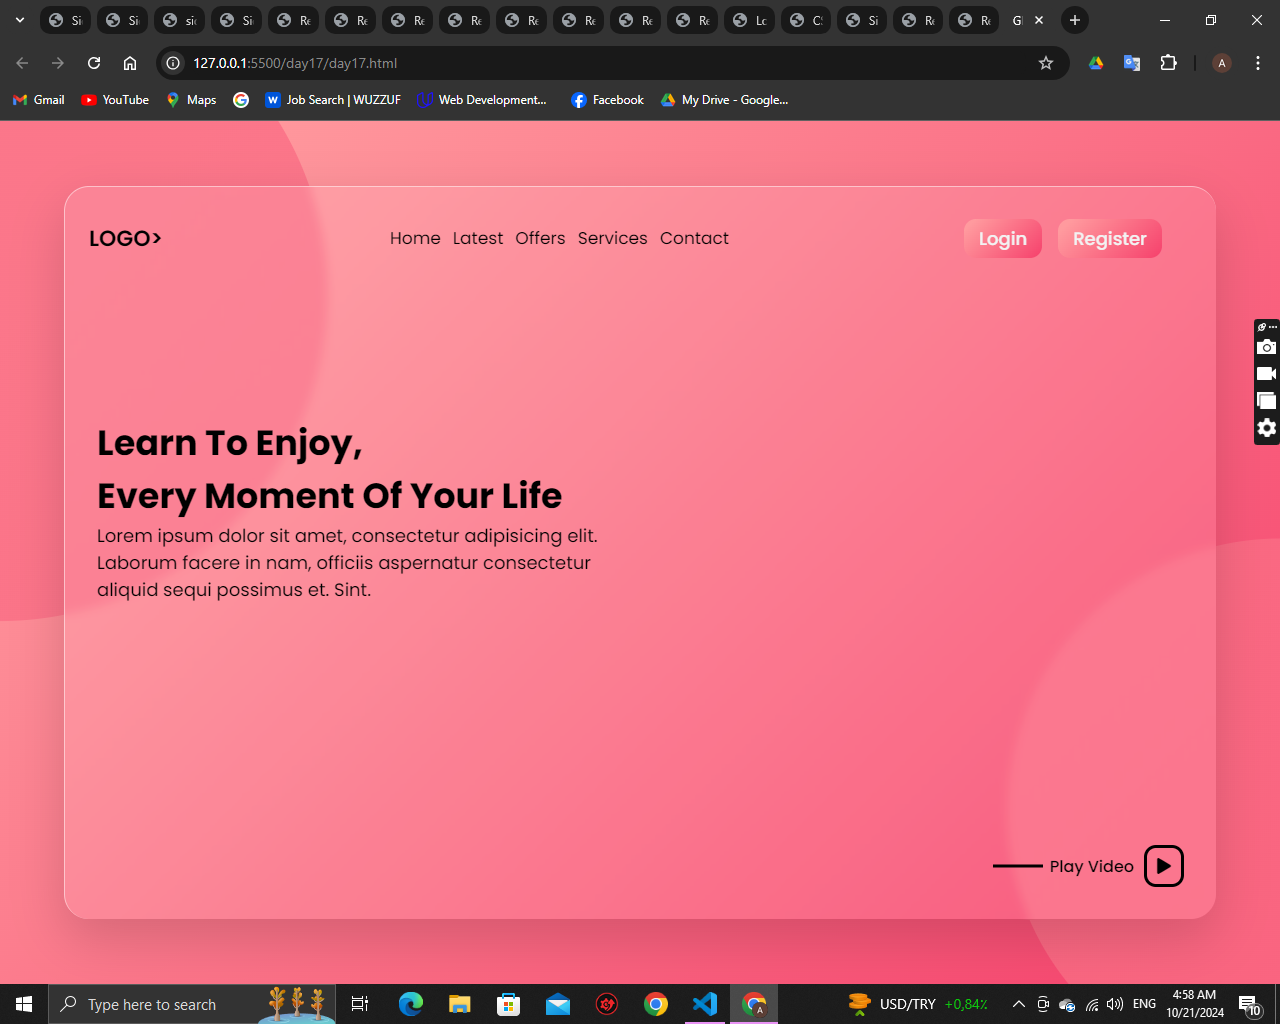 Si
Si
sic
Si
Re
Re
Re
Re
Re
Re
Re
Re
Lo
CS
Si
Re
Re
Gl
127.0.0.1:5500/day17/day17.html
A
Gmail
YouTube
Maps
Job Search | WUZZUF
Web Development...
Facebook
My Drive - Google...
LOGO>
Home Latest Offers Services Contact
Login
Register
Learn To Enjoy,
Every Moment Of Your Life
Lorem ipsum dolor sit amet, consectetur adipisicing elit.
Laborum facere in nam, officiis aspernatur consectetur
aliquid sequi possimus et. Sint.
Play Video
Type here to search
USD/TRY +0,84%
ENG
4:58 AM
10/21/2024
10